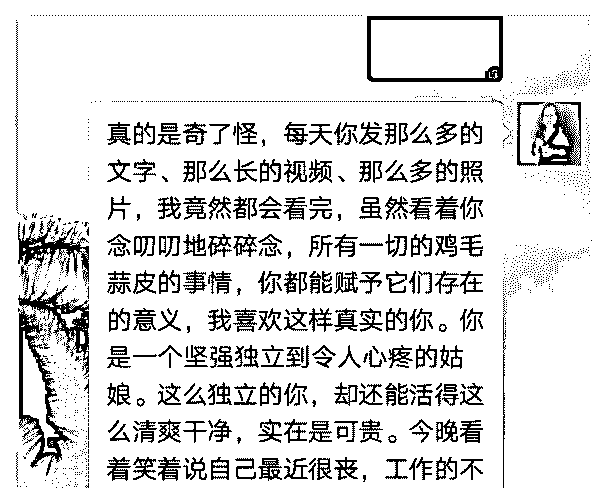 真的是奇了怪，每天你发那么多的
文字、那么长的视频、那么多的照
片，我竟然都会看完，虽然看着你
念叨叨地碎碎念，所有一切的鸡毛
蒜皮的事情，你都能赋予它们存在
的意义，我喜欢这样真实的你。你
是一个坚强独立到令人心疼的姑
娘。这么独立的你，却还能活得这
么清爽干净，实在是可贵。今晚看
着笑着说自己最近很丧，工作的不